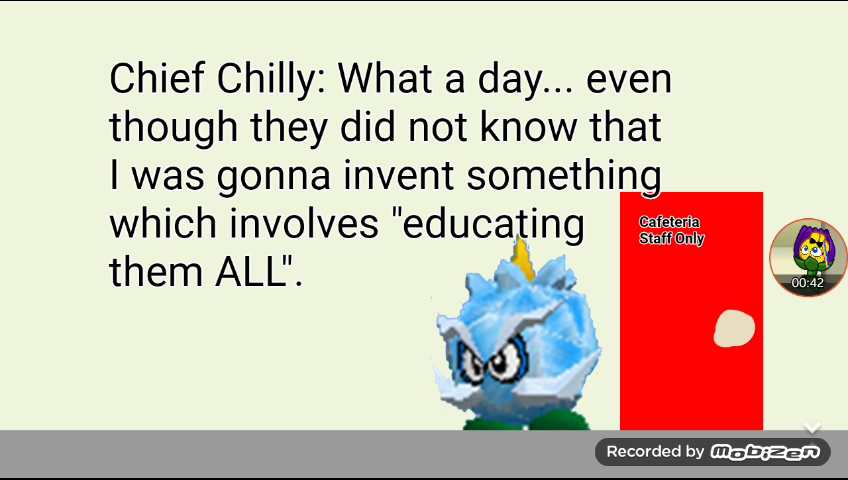 Chief Chilly: What a day... even
though they did not know that
I was gonna invent something
which involves "educating
them ALL".
Cafeteria
Staff Only
00:42
Recorded by Mobizen